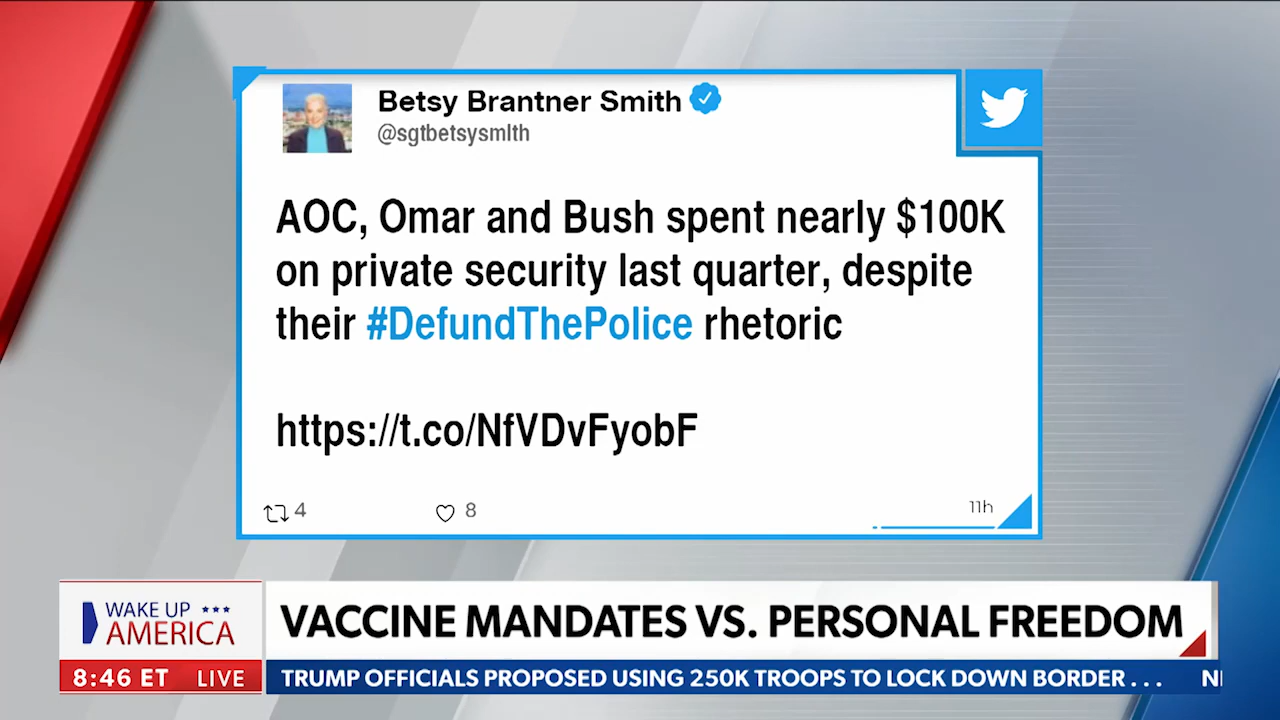 Betsy Brantner Smith
@sgtbetsysmith
AOC, Omar and Bush spent nearly $100K
on private security last quarter, despite
their #DefundThePolice rhetoric
https://t.co/NfVDvFyobF
4
8
11h
WAKE UP
AMERICA
VACCINE MANDATES VS. PERSONAL FREEDOM
8:46 ET LIVE
TRUMP OFFICIALS PROPOSED USING 250K TROOPS TO LOCK DOWN BORDER . . .